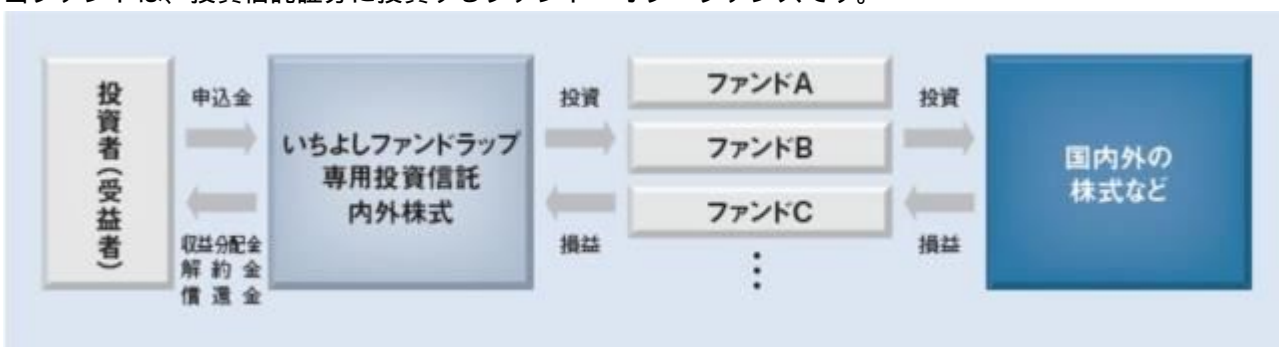 当ファンドは、投資信託証券に投資するファンド・オブ・ファンズです。
投資者(受益者)
申込金
収益分配金
解約金
償還金
いちよしファンドラップ
専用投資信託
内外株式
投資
損益
ファンドA
ファンドB
ファンドC
⋮
投資
損益
国内外の
株式など